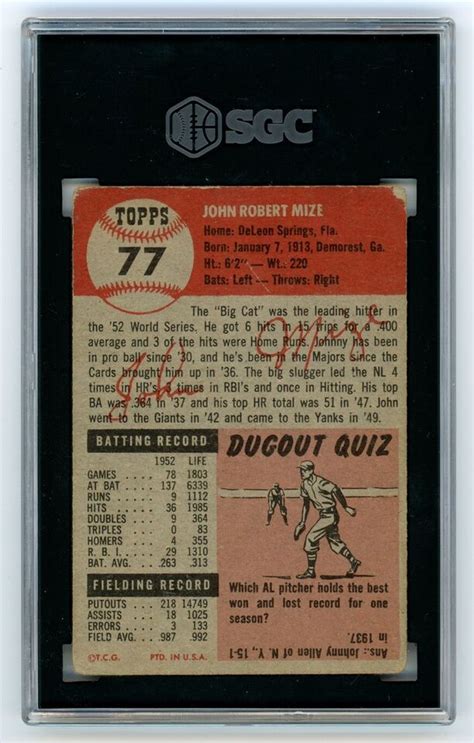 SGC
TOPPS
77
JOHN ROBERT MIZE
Home: DeLeon Springs, Fla.
Born: January 7, 1913, Demorest, Ga.
Ht.: 6'2" — Wt.: 220
Bats: Left — Throws: Right
The "Big Cat" was the leading hitter in
the '52 World Series. He got 6 hits in 15 trips for a .400
average and 3 of the hits were Home Runs. Johnny has been
in pro ball since '30, and he's been in the Majors since the
Cards brought him up in '36. The big slugger led the NL 4
times in HR's, 3 times in RBI's and once in Hitting. His top
BA was .364 in '37 and his top HR total was 51 in '47. John
went to the Giants in '42 and came to the Yanks in '49.
John Mize
BATTING RECORD
1952 LIFE
GAMES 78 1803
AT BAT 137 6339
RUNS 9 1112
HITS 36 1985
DOUBLES 9 364
TRIPLES 0 83
HOMERS 4 355
R. B. I. 29 1310
BAT. AVG. .263 .313
FIELDING RECORD
PUTOUTS 218 14749
ASSISTS 18 1025
ERRORS 3 133
FIELD AVG. .987 .992
©T.C.G. PTD. IN U.S.A.
DUGOUT QUIZ
Which AL pitcher holds the best
won and lost record for one
season?
Ans.: Johnny Allen of N. Y., 15-1
in 1937.